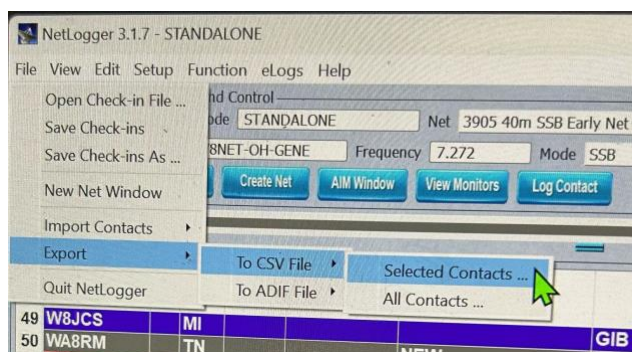 NetLogger 3.1.7 - STANDALONE
File View Edit Setup Function eLogs Help
Open Check-in File ...
Save Check-ins
Save Check-ins As ...
New Net Window
Import Contacts
Export
Quit NetLogger
nd Control
ode STANDALONE Net 3905 40m SSB Early Net
8NET-OH-GENE Frequency 7.272 Mode SSB
Create Net AIM Window View Monitors Log Contact
To CSV File
To ADIF File
Selected Contacts ...
All Contacts ...
49 W8JCS MI GIB
50 WA8RM TN